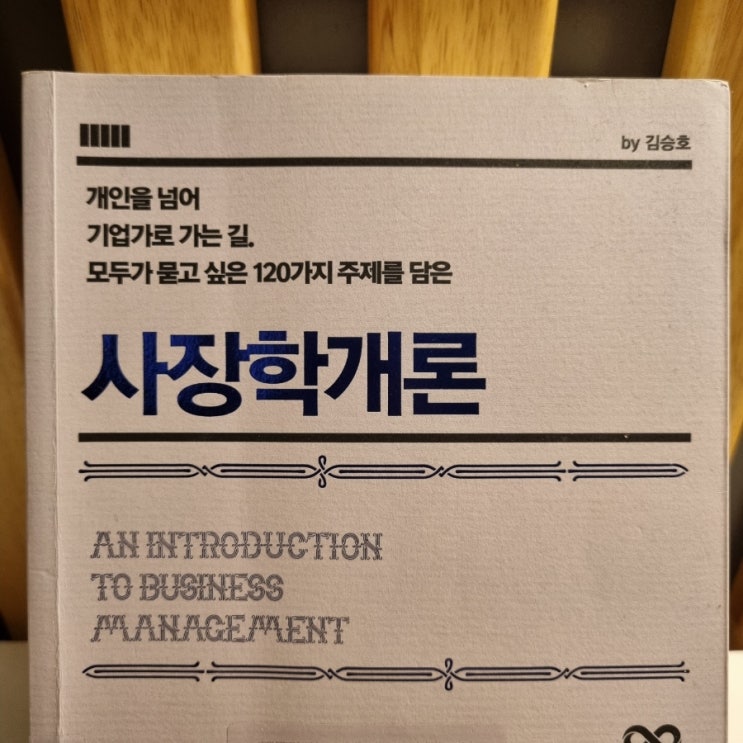 by 김승호
개인을 넘어
기업가로 가는 길.
모두가 묻고 싶은 120가지 주제를 담은
사장학개론
AN INTRODUCTION
TO BUSINESS
MANAGEMENT